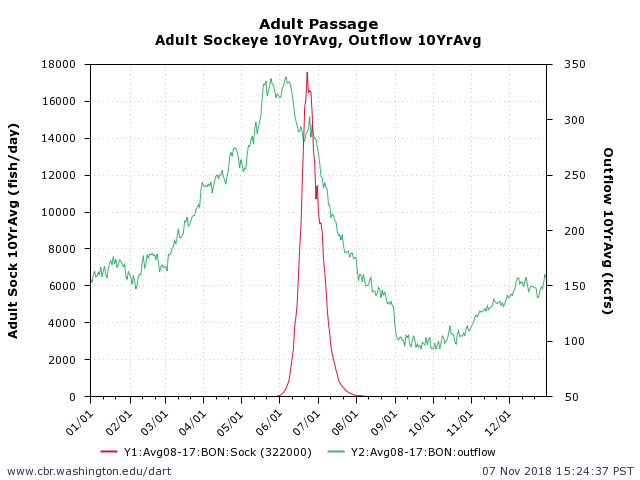 Adult Passage
Adult Sockeye 10YrAvg, Outflow 10YrAvg
18000
16000
14000
12000
10000
8000
6000
4000
2000
0
Adult Sock 10YrAvg (fish/day)
350
300
250
200
150
100
50
Outflow 10YrAvg (kcfs)
01/01 02/01 03/01 04/01 05/01 06/01 07/01 08/01 09/01 10/01 11/01 12/01
Y1:Avg08-17:BON:Sock (322000) Y2:Avg08-17:BON:outflow
www.cbr.washington.edu/dart 07 Nov 2018 15:24:37 PST